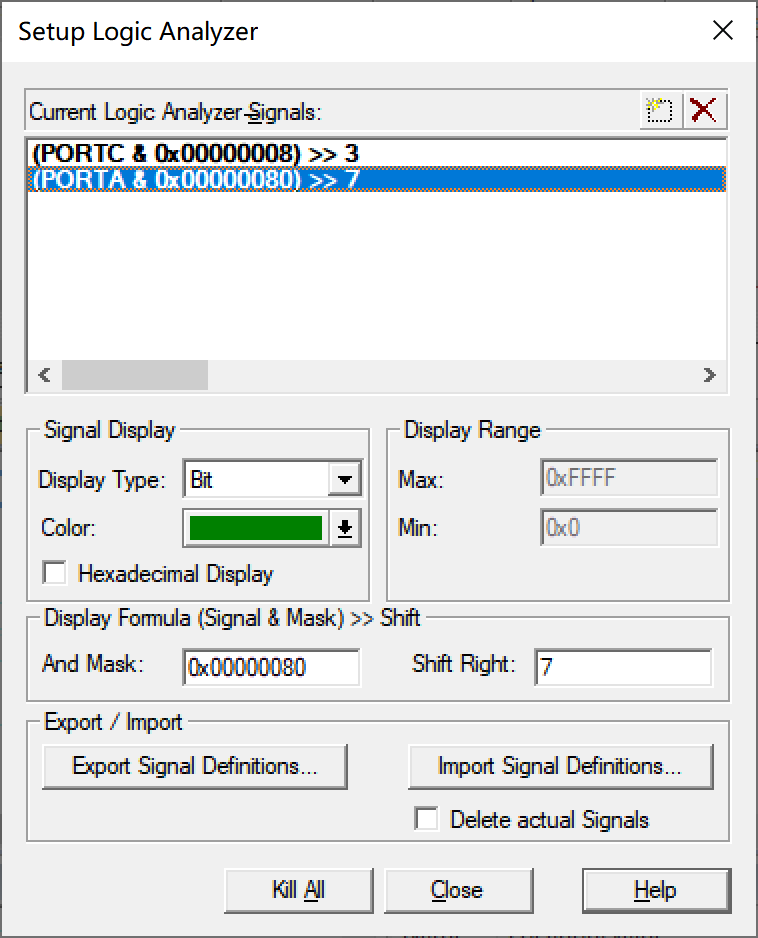 Setup Logic Analyzer
Current Logic Analyzer Signals:
(PORTC & 0x00000008) >> 3
(PORTA & 0x00000080) >> 7
Signal Display
Display Type: Bit
Color:
Hexadecimal Display
Display Range
Max: 0xFFFF
Min: 0x0
Display Formula (Signal & Mask) >> Shift
And Mask: 0x00000080 Shift Right: 7
Export / Import
Export Signal Definitions... Import Signal Definitions...
Delete actual Signals
Kill All Close Help